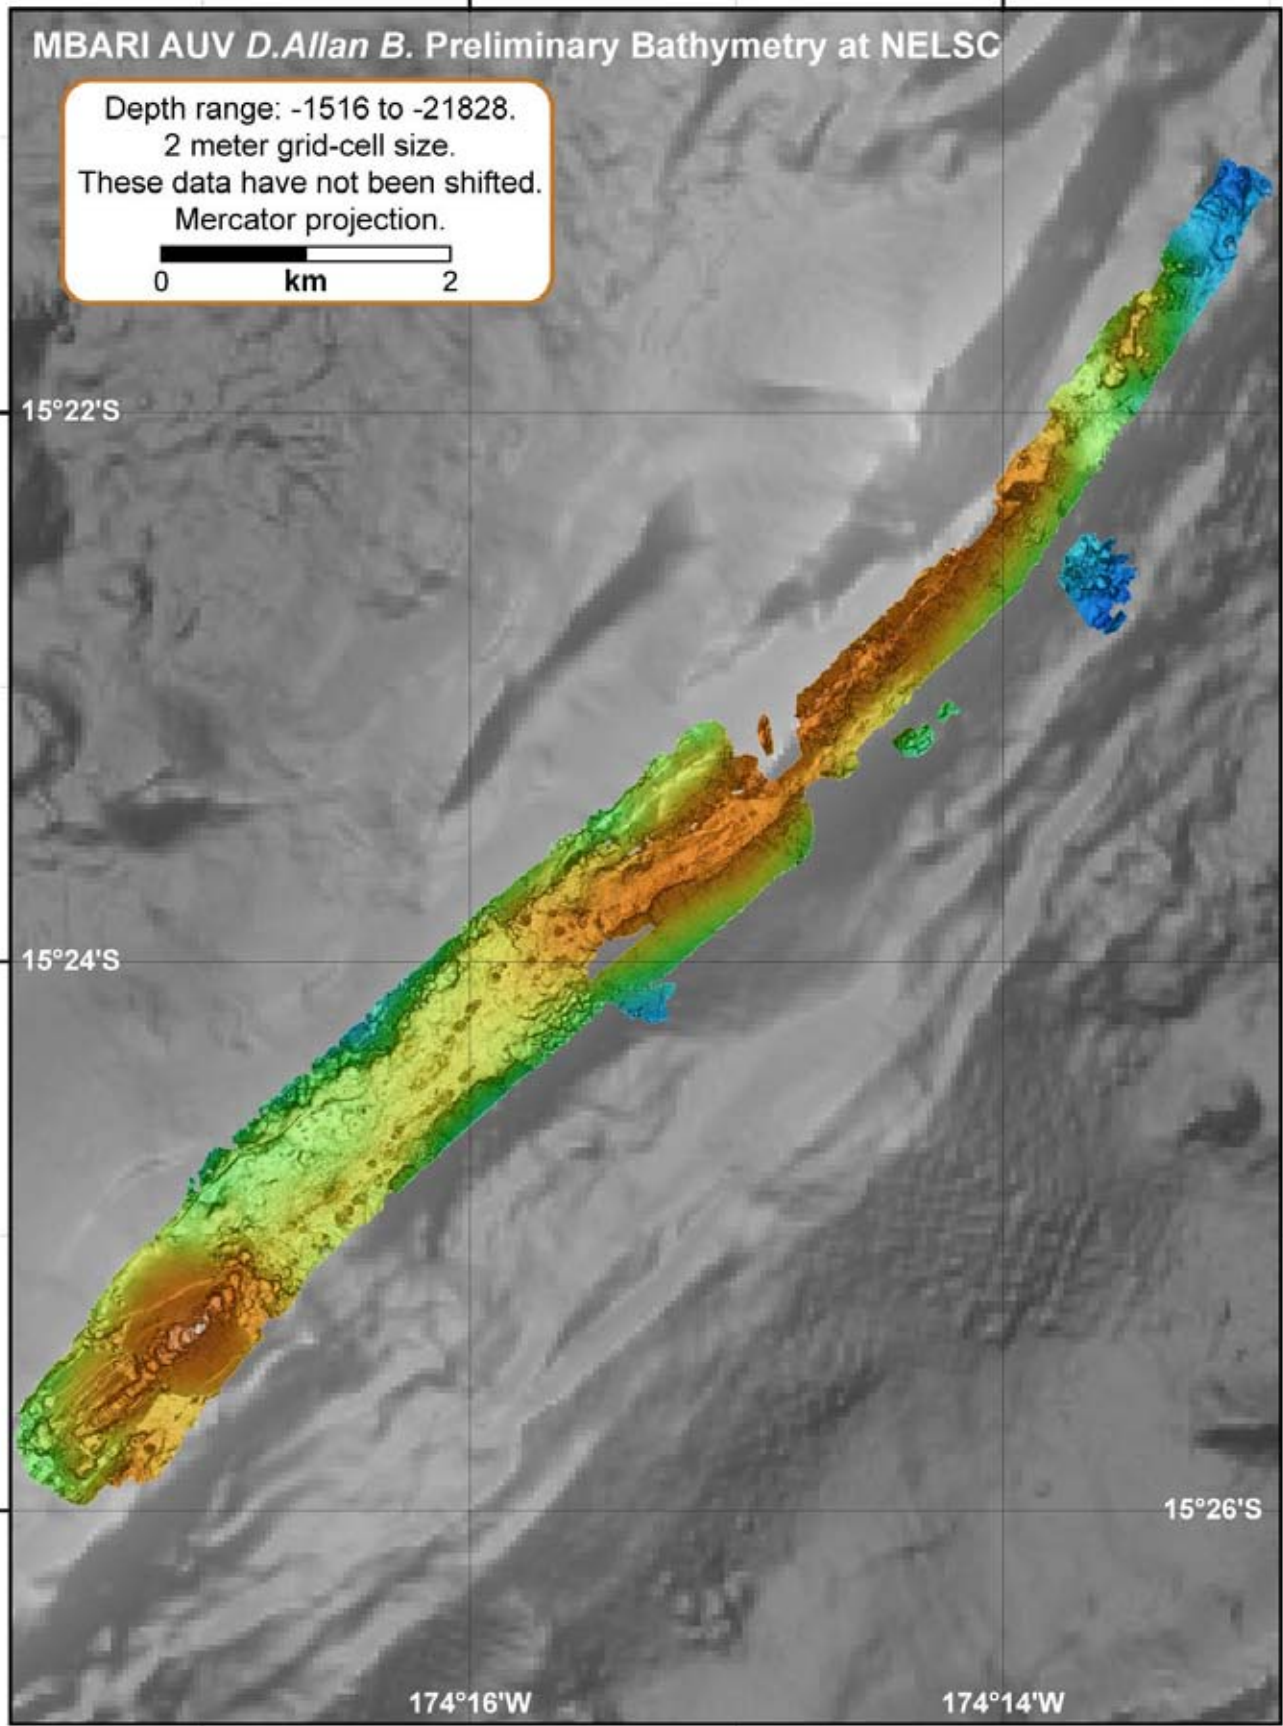 MBARI AUV D.Allan B. Preliminary Bathymetry at NELSC
Depth range: -1516 to -21828.
2 meter grid-cell size.
These data have not been shifted.
Mercator projection.
0 km 2
15°22'S
15°24'S
15°26'S
174°16'W 174°14'W